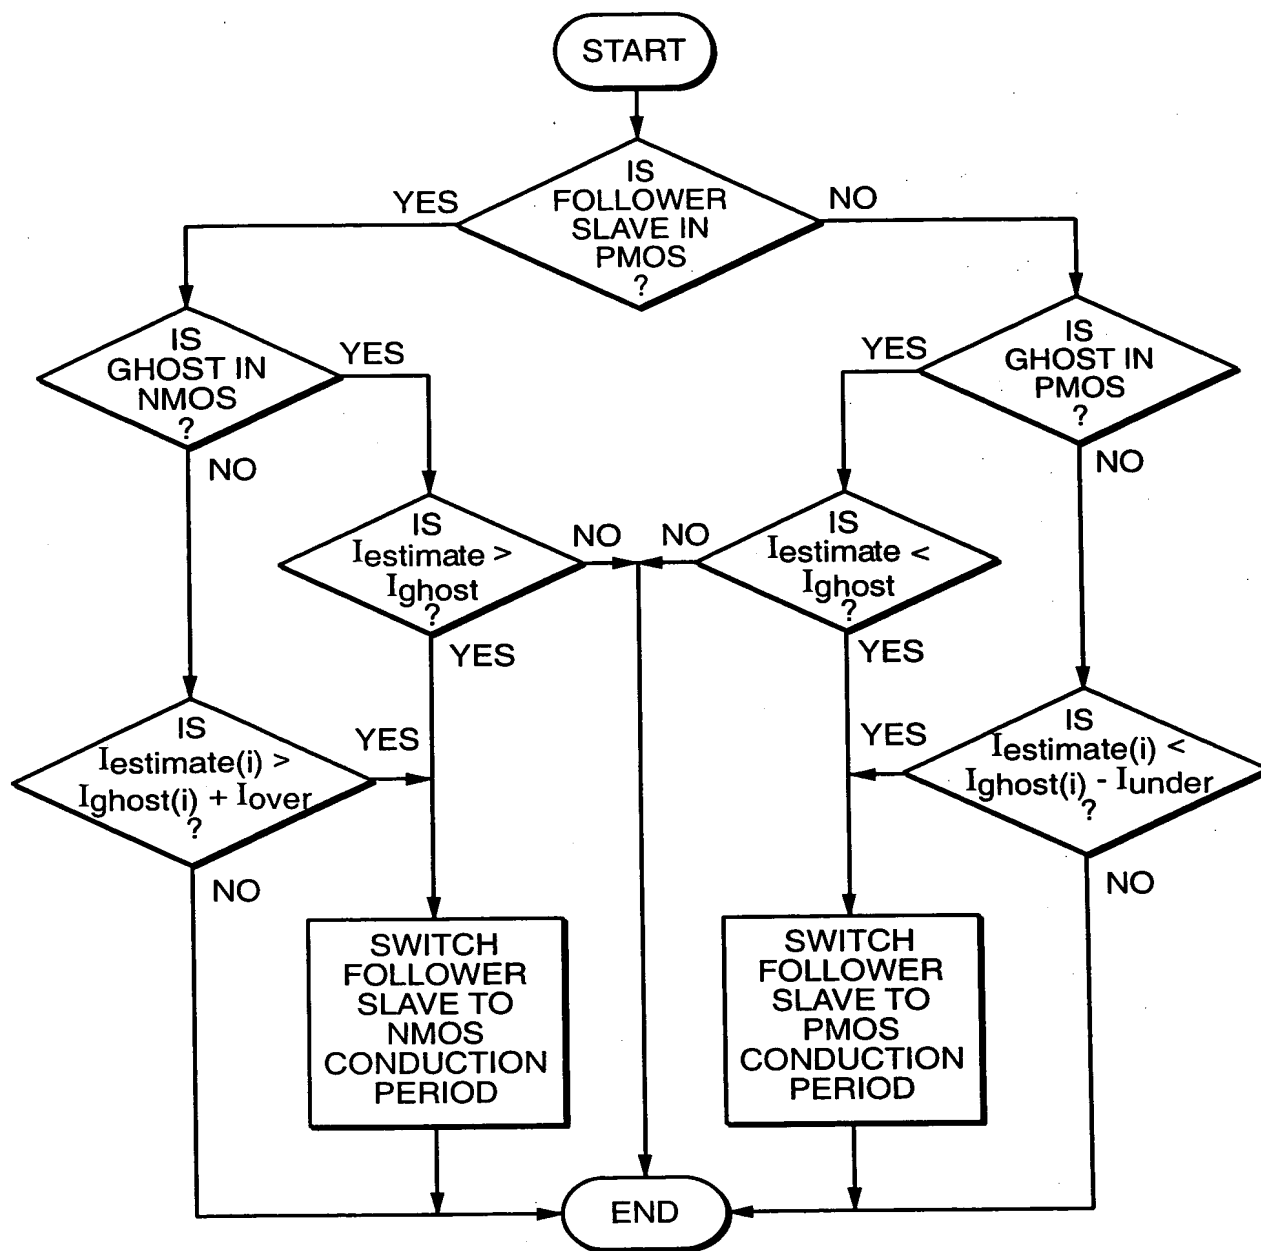 START
IS
FOLLOWER
SLAVE IN
PMOS
?
YES
NO
IS
GHOST IN
NMOS
?
YES
NO
IS
GHOST IN
PMOS
?
YES
NO
IS
Iestimate >
Ighost
?
NO
YES
IS
Iestimate <
Ighost
?
NO
YES
IS
Iestimate(i) >
Ighost(i) + Iover
?
YES
NO
IS
Iestimate(i) <
Ighost(i) - Iunder
?
YES
NO
SWITCH
FOLLOWER
SLAVE TO
NMOS
CONDUCTION
PERIOD
SWITCH
FOLLOWER
SLAVE TO
PMOS
CONDUCTION
PERIOD
END